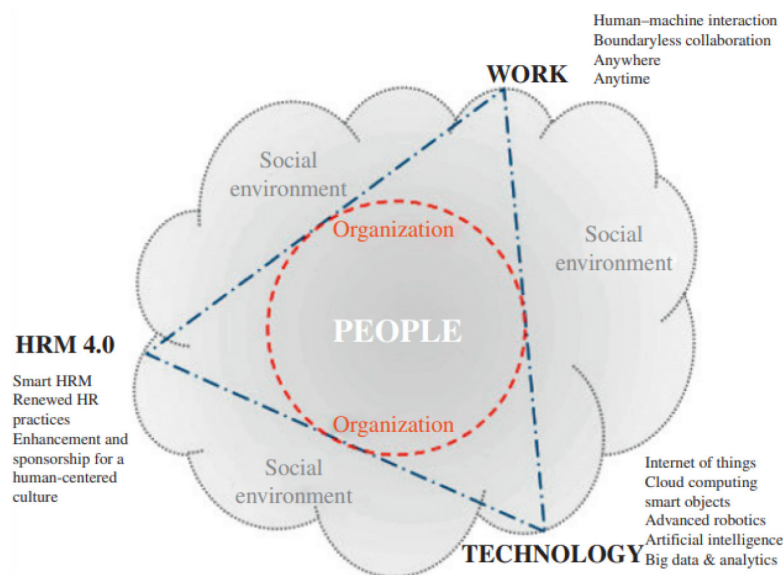 Human–machine interaction
Boundaryless collaboration
Anywhere
Anytime
WORK
Social
environment
Organization
Social
environment
PEOPLE
HRM 4.0
Smart HRM
Renewed HR
practices
Enhancement and
sponsorship for a
human-centered
culture
Organization
Social
environment
TECHNOLOGY
Internet of things
Cloud computing
smart objects
Advanced robotics
Artificial intelligence
Big data & analytics